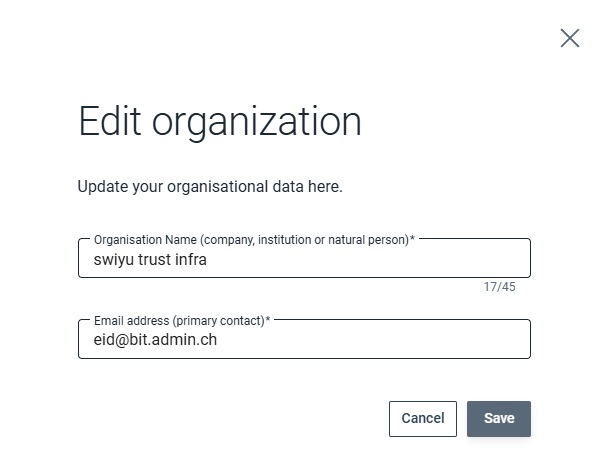 Edit organization
Update your organisational data here.
Organisation Name (company, institution or natural person)*
swiyu trust infra
17/45
Email address (primary contact)*
eid@bit.admin.ch
Cancel Save